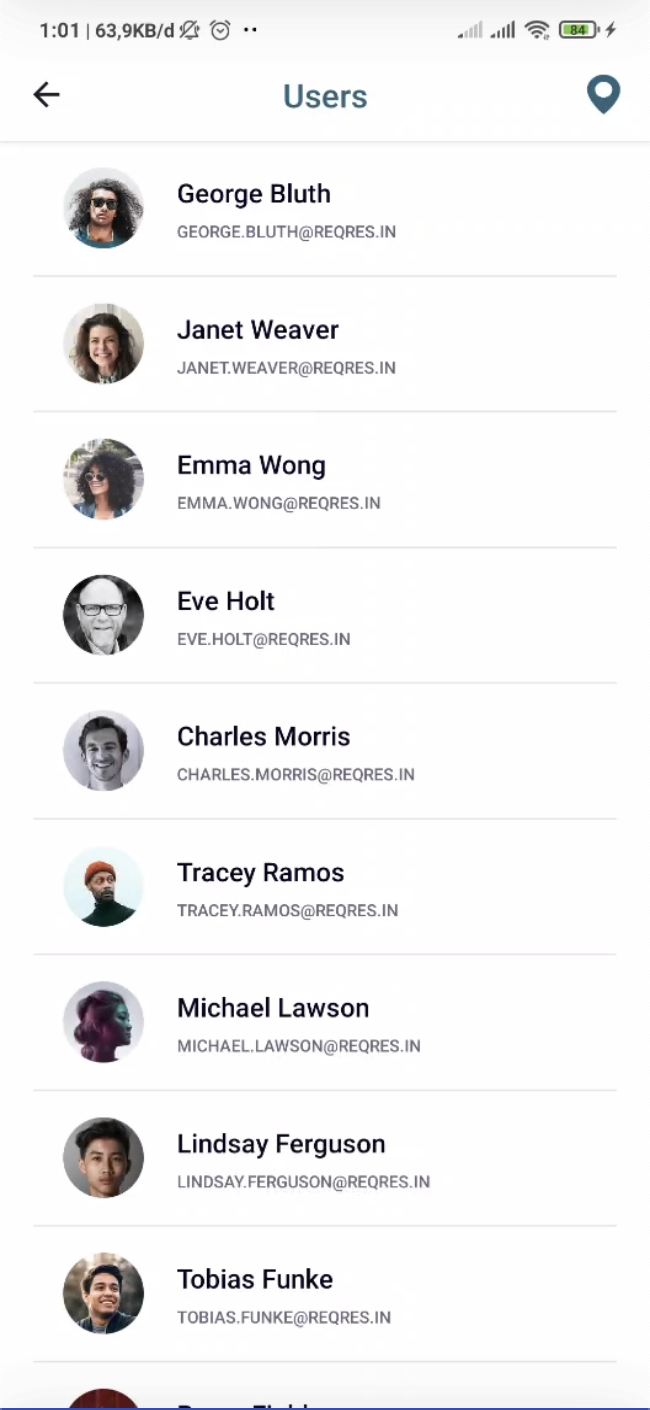 1:01 | 63,9KB/d
84
Users
George Bluth
GEORGE.BLUTH@REQRES.IN
Janet Weaver
JANET.WEAVER@REQRES.IN
Emma Wong
EMMA.WONG@REQRES.IN
Eve Holt
EVE.HOLT@REQRES.IN
Charles Morris
CHARLES.MORRIS@REQRES.IN
Tracey Ramos
TRACEY.RAMOS@REQRES.IN
Michael Lawson
MICHAEL.LAWSON@REQRES.IN
Lindsay Ferguson
LINDSAY.FERGUSON@REQRES.IN
Tobias Funke
TOBIAS.FUNKE@REQRES.IN